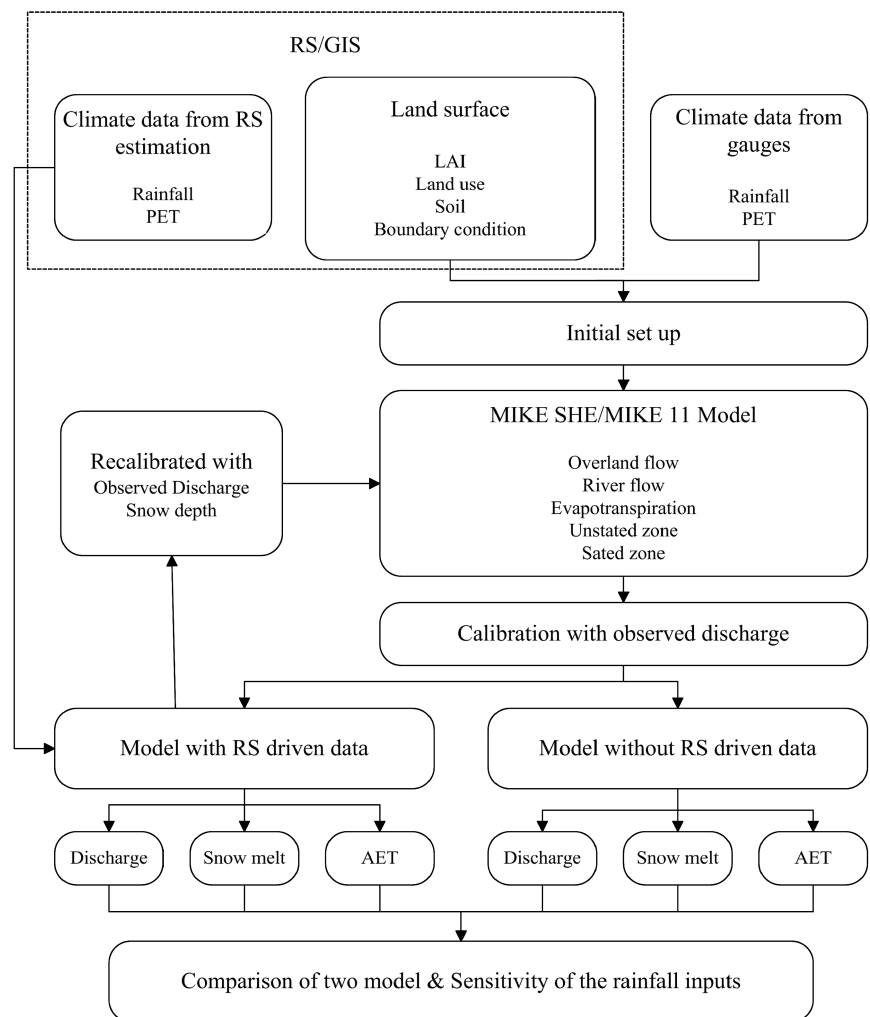 RS/GIS
Climate data from RS
estimation
Rainfall
PET
Land surface
LAI
Land use
Soil
Boundary condition
Climate data from
gauges
Rainfall
PET
Initial set up
MIKE SHE/MIKE 11 Model
Overland flow
River flow
Evapotranspiration
Unstated zone
Sated zone
Recalibrated with
Observed Discharge
Snow depth
Calibration with observed discharge
Model with RS driven data
Model without RS driven data
Discharge
Snow melt
AET
Discharge
Snow melt
AET
Comparison of two model & Sensitivity of the rainfall inputs